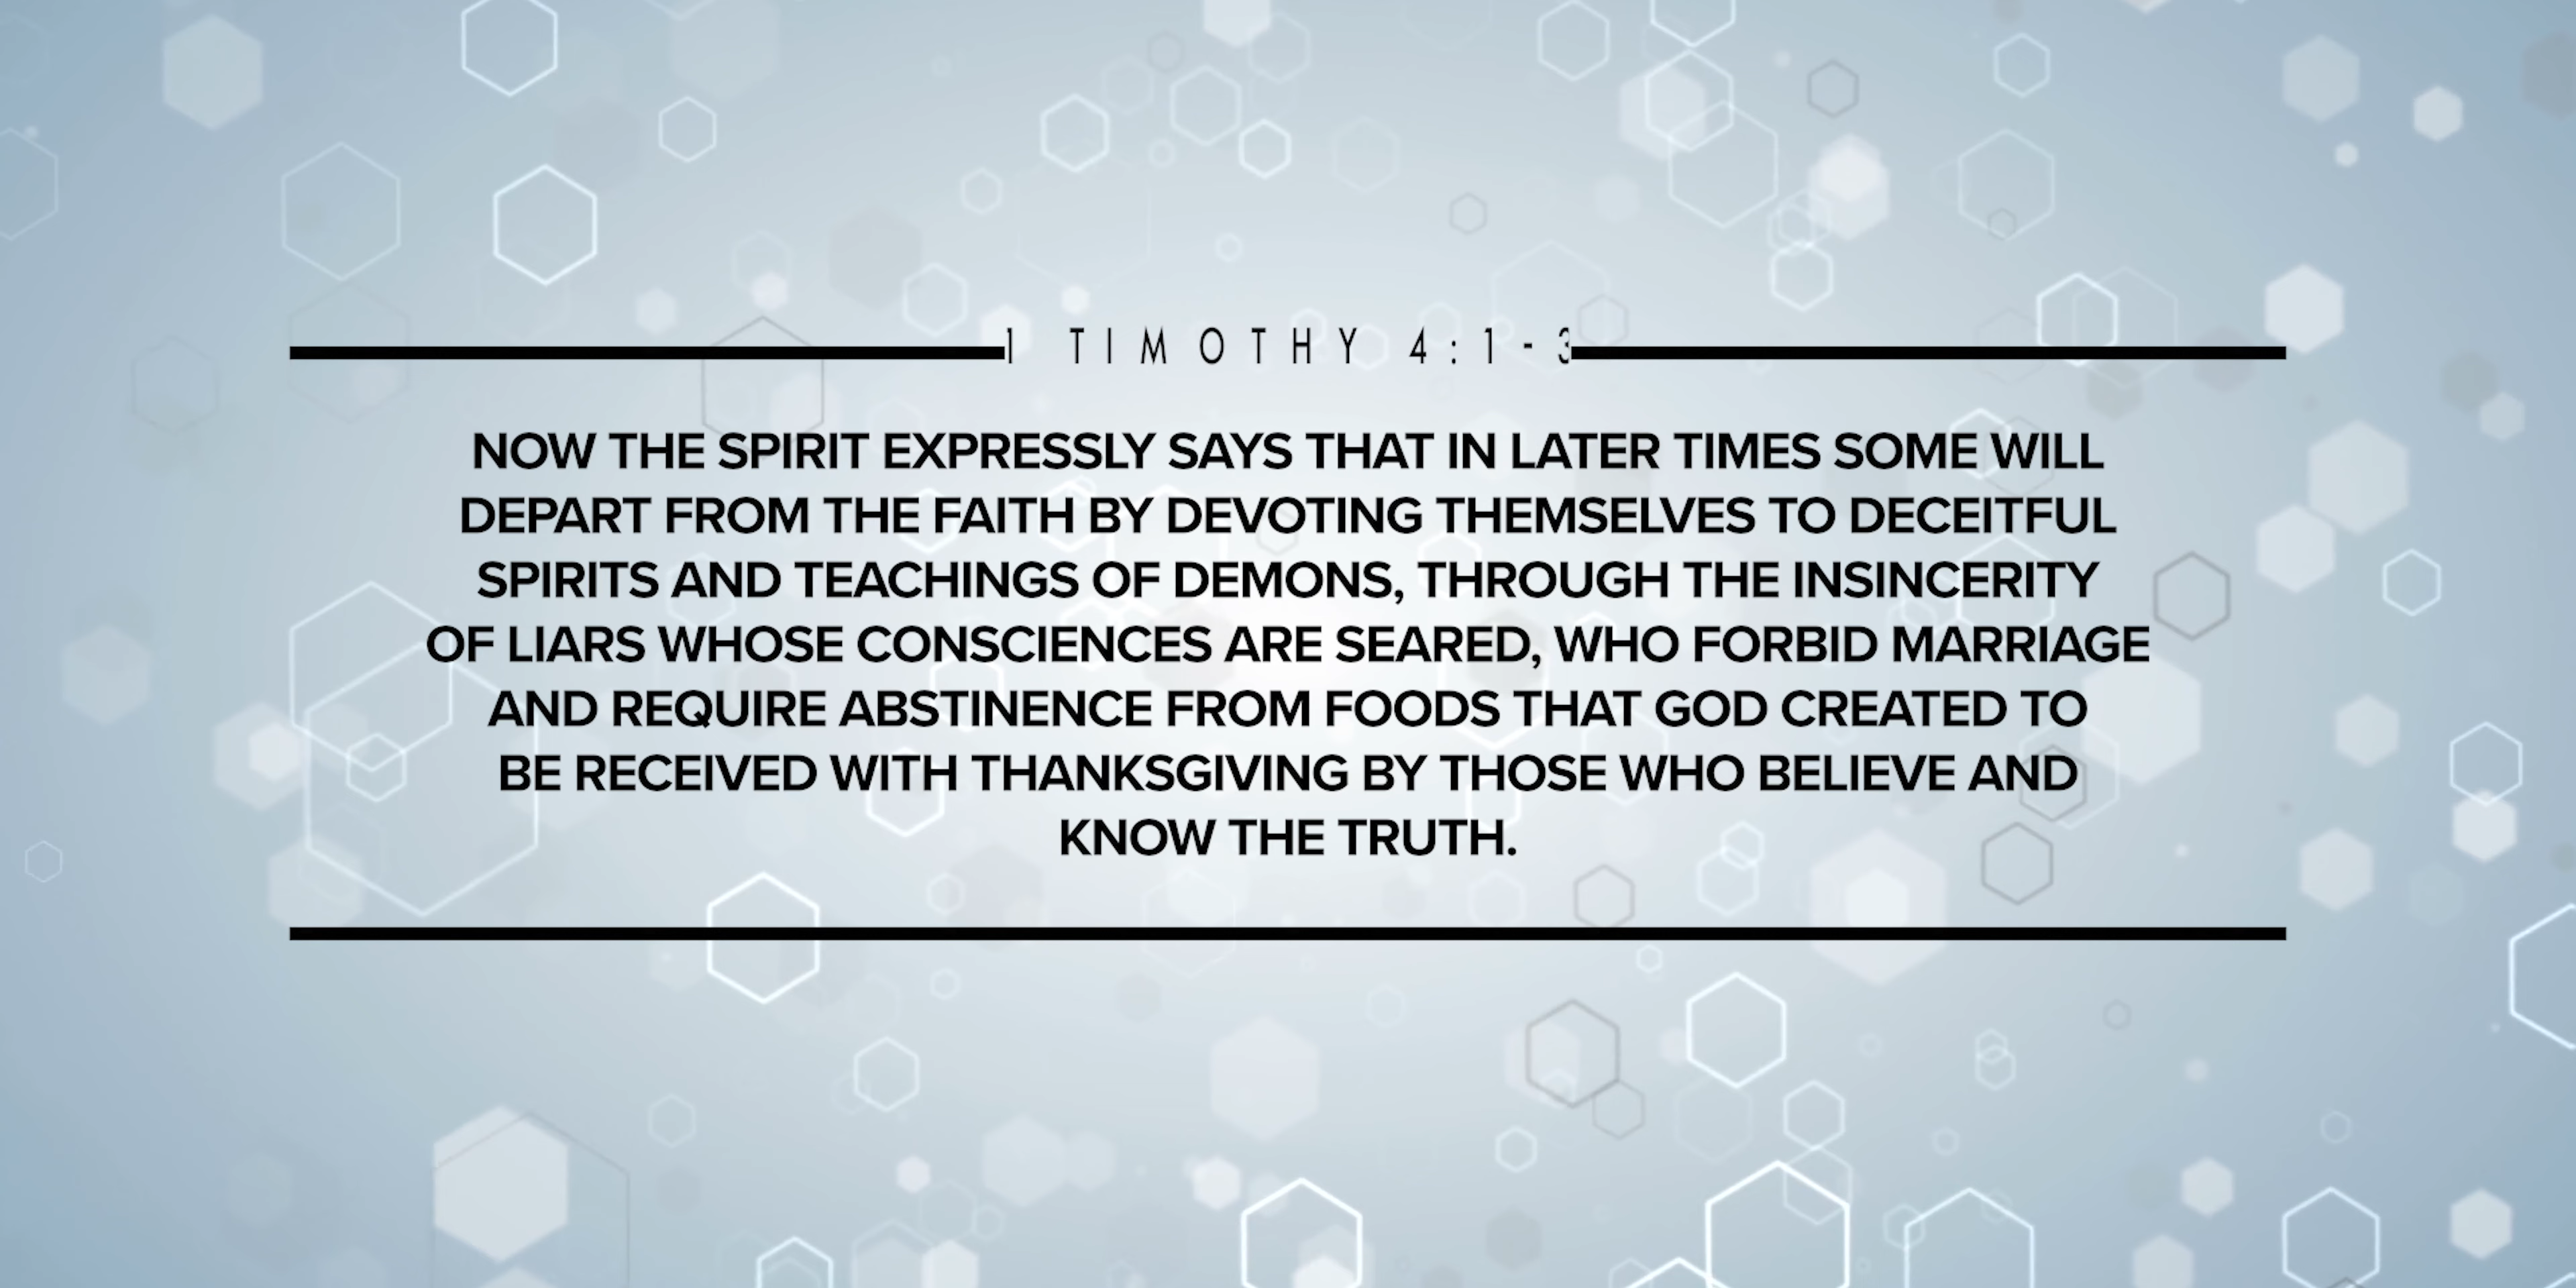 1 TIMOTHY 4:1-3
NOW THE SPIRIT EXPRESSLY SAYS THAT IN LATER TIMES SOME WILL
DEPART FROM THE FAITH BY DEVOTING THEMSELVES TO DECEITFUL
SPIRITS AND TEACHINGS OF DEMONS, THROUGH THE INSINCERITY
OF LIARS WHOSE CONSCIENCES ARE SEARED, WHO FORBID MARRIAGE
AND REQUIRE ABSTINENCE FROM FOODS THAT GOD CREATED TO
BE RECEIVED WITH THANKSGIVING BY THOSE WHO BELIEVE AND
KNOW THE TRUTH.